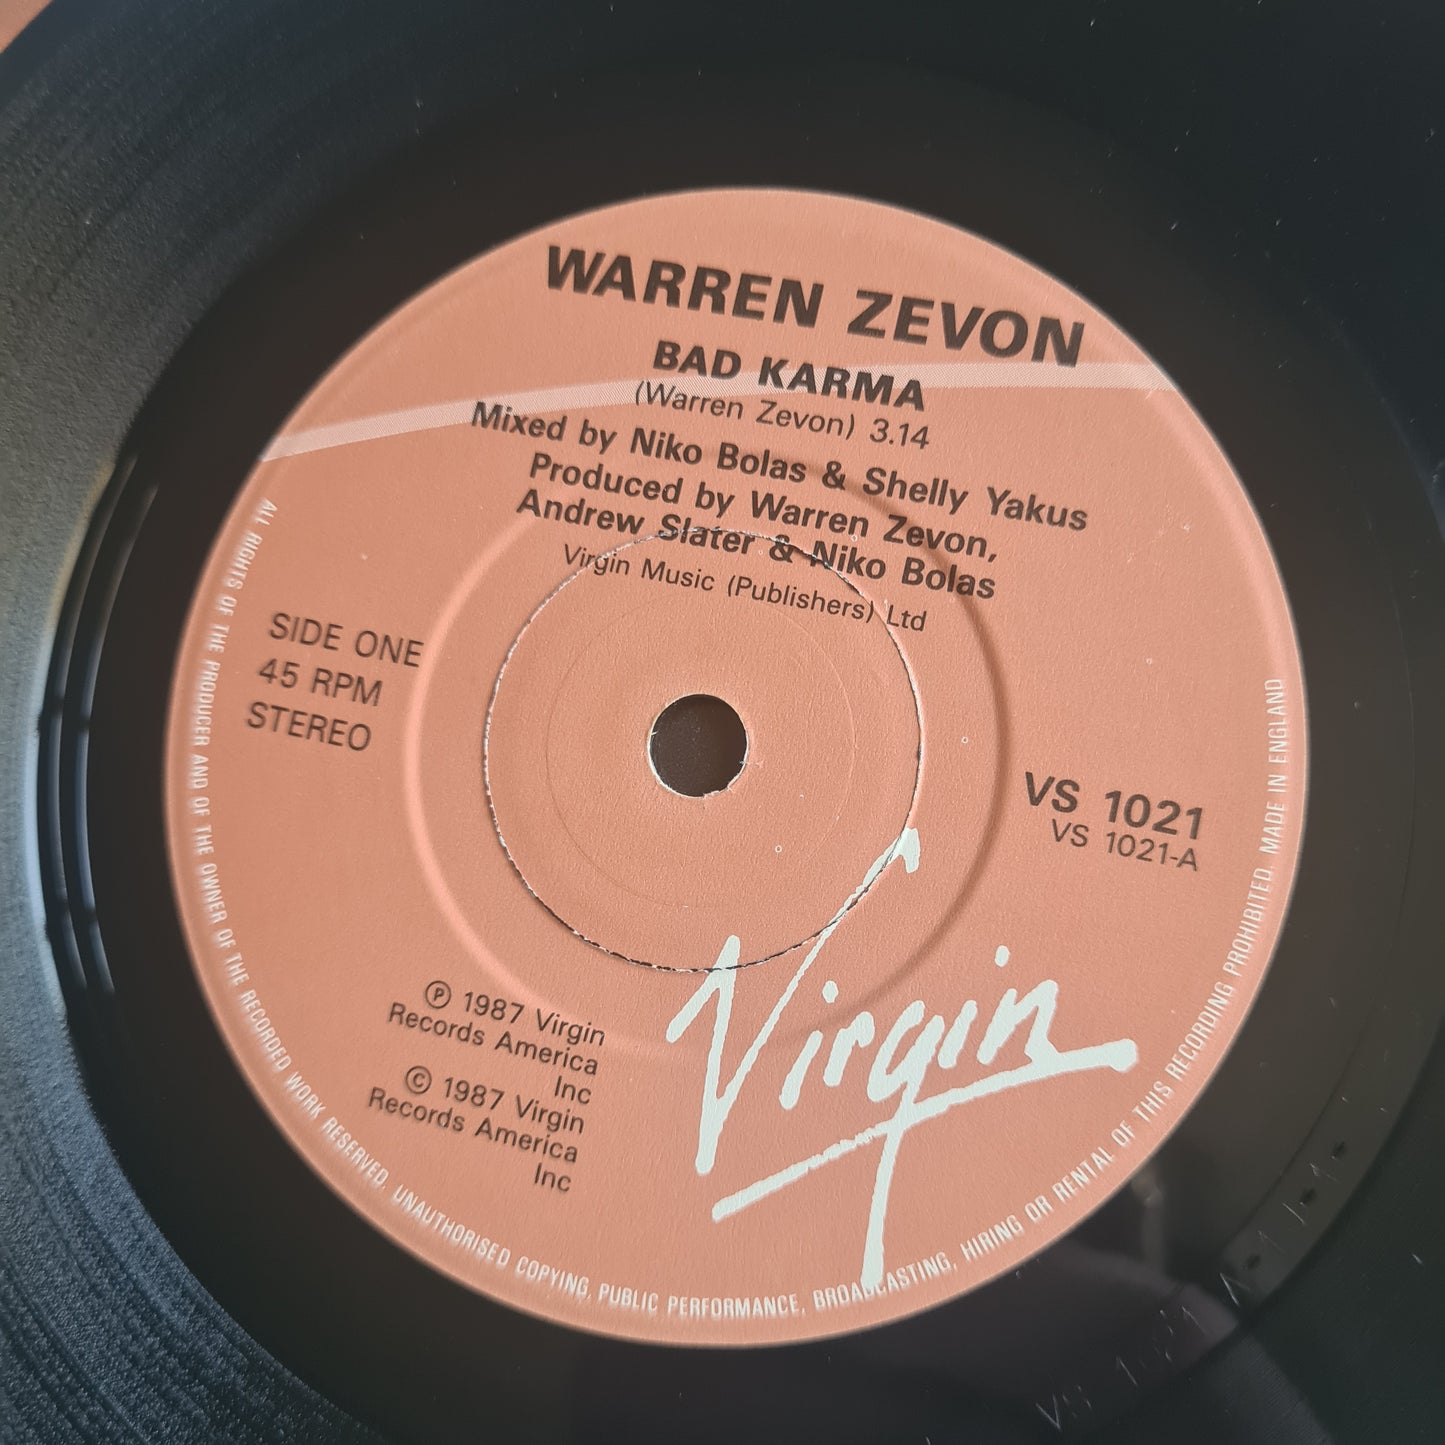 WARREN ZEVON
BAD KARMA
(Warren Zevon) 3.14
Mixed by Niko Bolas & Shelly Yakus
Produced by Warren Zevon,
Andrew Slater & Niko Bolas
Virgin Music (Publishers) Ltd
SIDE ONE
45 RPM
STEREO
VS 1021
VS 1021-A
℗ 1987 Virgin
Records America
Inc
© 1987 Virgin
Records America
Inc
Virgin
ALL RIGHTS OF THE PRODUCER AND OF THE OWNER OF THE RECORDED WORK RESERVED. UNAUTHORISED COPYING, PUBLIC PERFORMANCE, BROADCASTING, HIRING OR RENTAL OF THIS RECORDING PROHIBITED. MADE IN ENGLAND